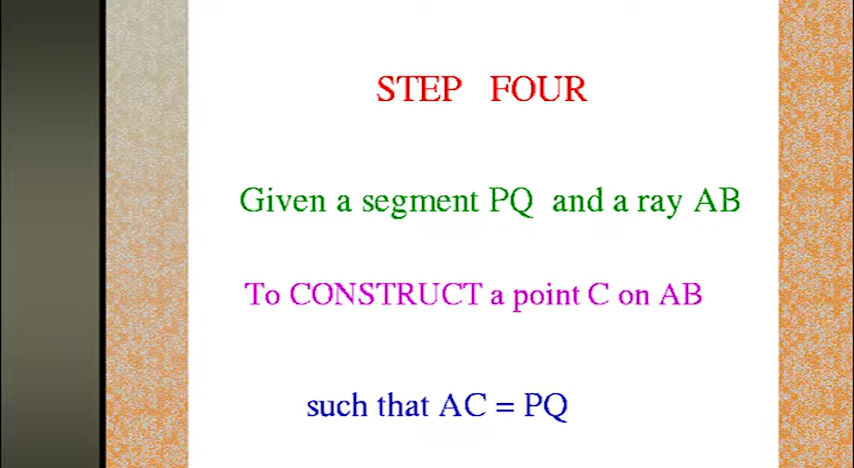 STEP FOUR
Given a segment PQ and a ray AB
To CONSTRUCT a point C on AB
such that AC = PQ